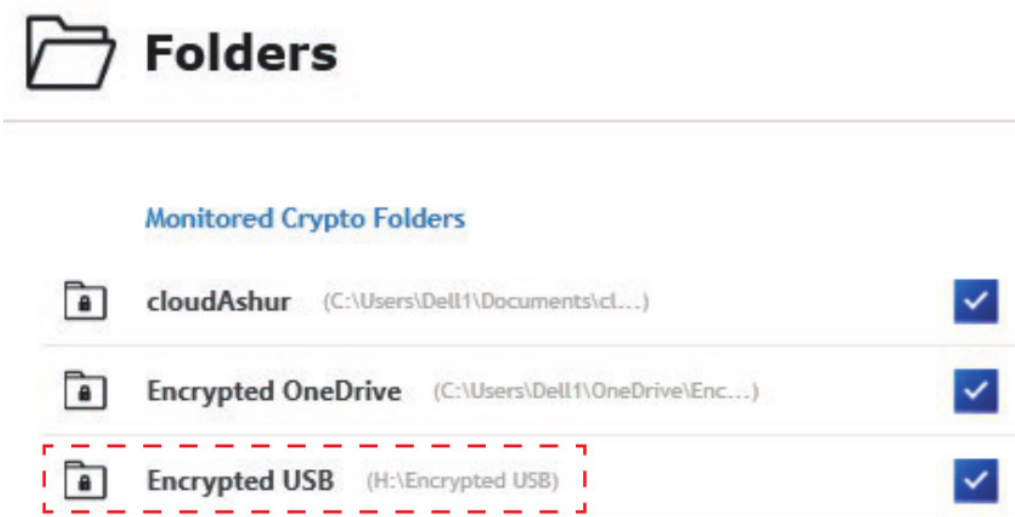 Folders
Monitored Crypto Folders
cloudAshur (C:\Users\Dell1\Documents\cl...)
Encrypted OneDrive (C:\Users\Dell1\OneDrive\Enc...)
Encrypted USB (H:\Encrypted USB)